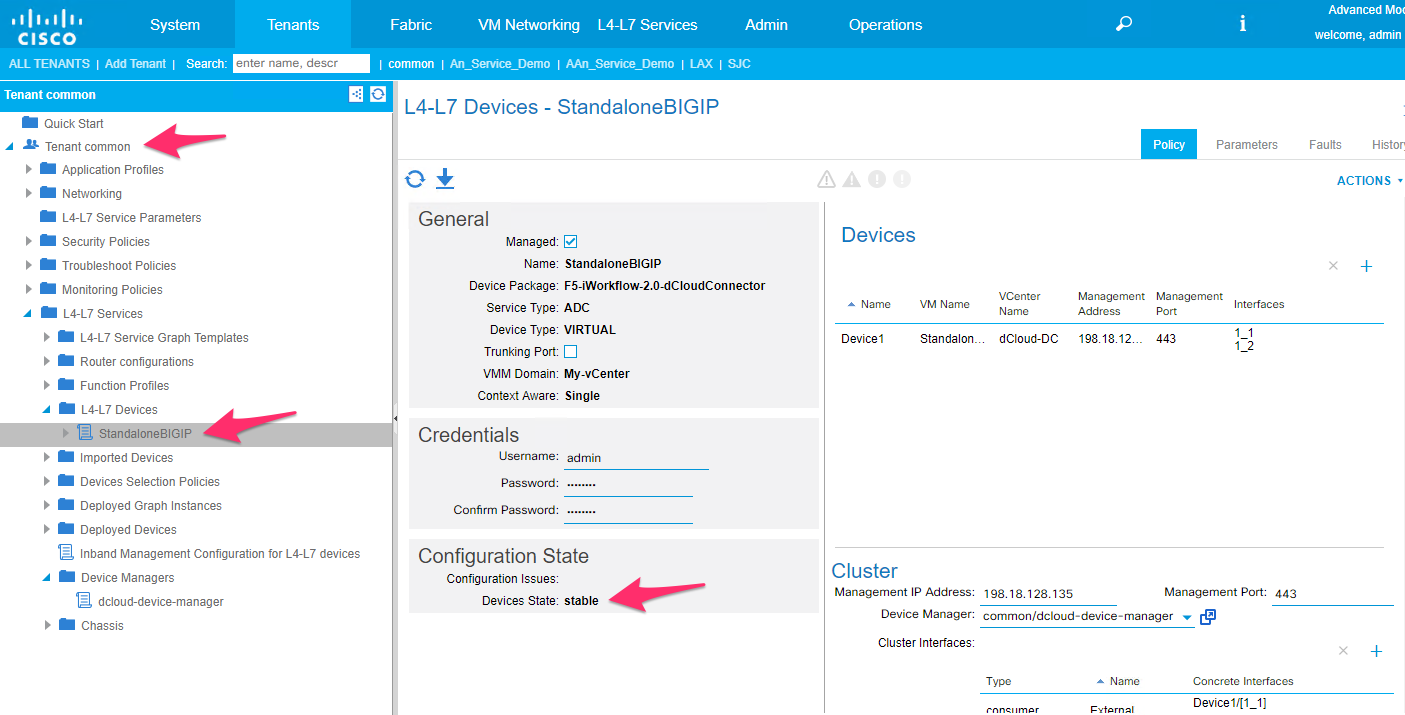 CISCO
System Tenants Fabric VM Networking L4-L7 Services Admin Operations
Advanced Mod
welcome, admin
ALL TENANTS | Add Tenant | Search: enter name, descr | common | An_Service_Demo | AAn_Service_Demo | LAX | SJC
Tenant common
Quick Start
Tenant common
Application Profiles
Networking
L4-L7 Service Parameters
Security Policies
Troubleshoot Policies
Monitoring Policies
L4-L7 Services
L4-L7 Service Graph Templates
Router configurations
Function Profiles
L4-L7 Devices
StandaloneBIGIP
Imported Devices
Devices Selection Policies
Deployed Graph Instances
Deployed Devices
Inband Management Configuration for L4-L7 devices
Device Managers
dcloud-device-manager
Chassis
L4-L7 Devices - StandaloneBIGIP
Policy Parameters Faults History
ACTIONS
General
Managed:
Name: StandaloneBIGIP
Device Package: F5-iWorkflow-2.0-dCloudConnector
Service Type: ADC
Device Type: VIRTUAL
Trunking Port:
VMM Domain: My-vCenter
Context Aware: Single
Credentials
Username: admin
Password: ••••••••
Confirm Password: ••••••••
Configuration State
Configuration Issues:
Devices State: stable
Devices
Name VM Name VCenter Name Management Address Management Port Interfaces
Device1 Standalon... dCloud-DC 198.18.12... 443 1_1
1_2
Cluster
Management IP Address: 198.18.128.135 Management Port: 443
Device Manager: common/dcloud-device-manager
Cluster Interfaces:
Type Name Concrete Interfaces
consumer External Device1/[1_1]